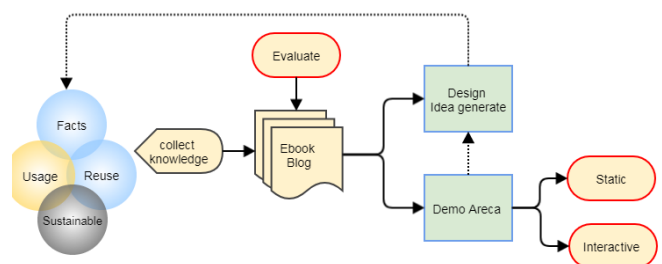 Evaluate
Design
Idea generate
Facts
collect
knowledge
Ebook
Blog
Usage
Reuse
Static
Sustainable
Demo Areca
Interactive